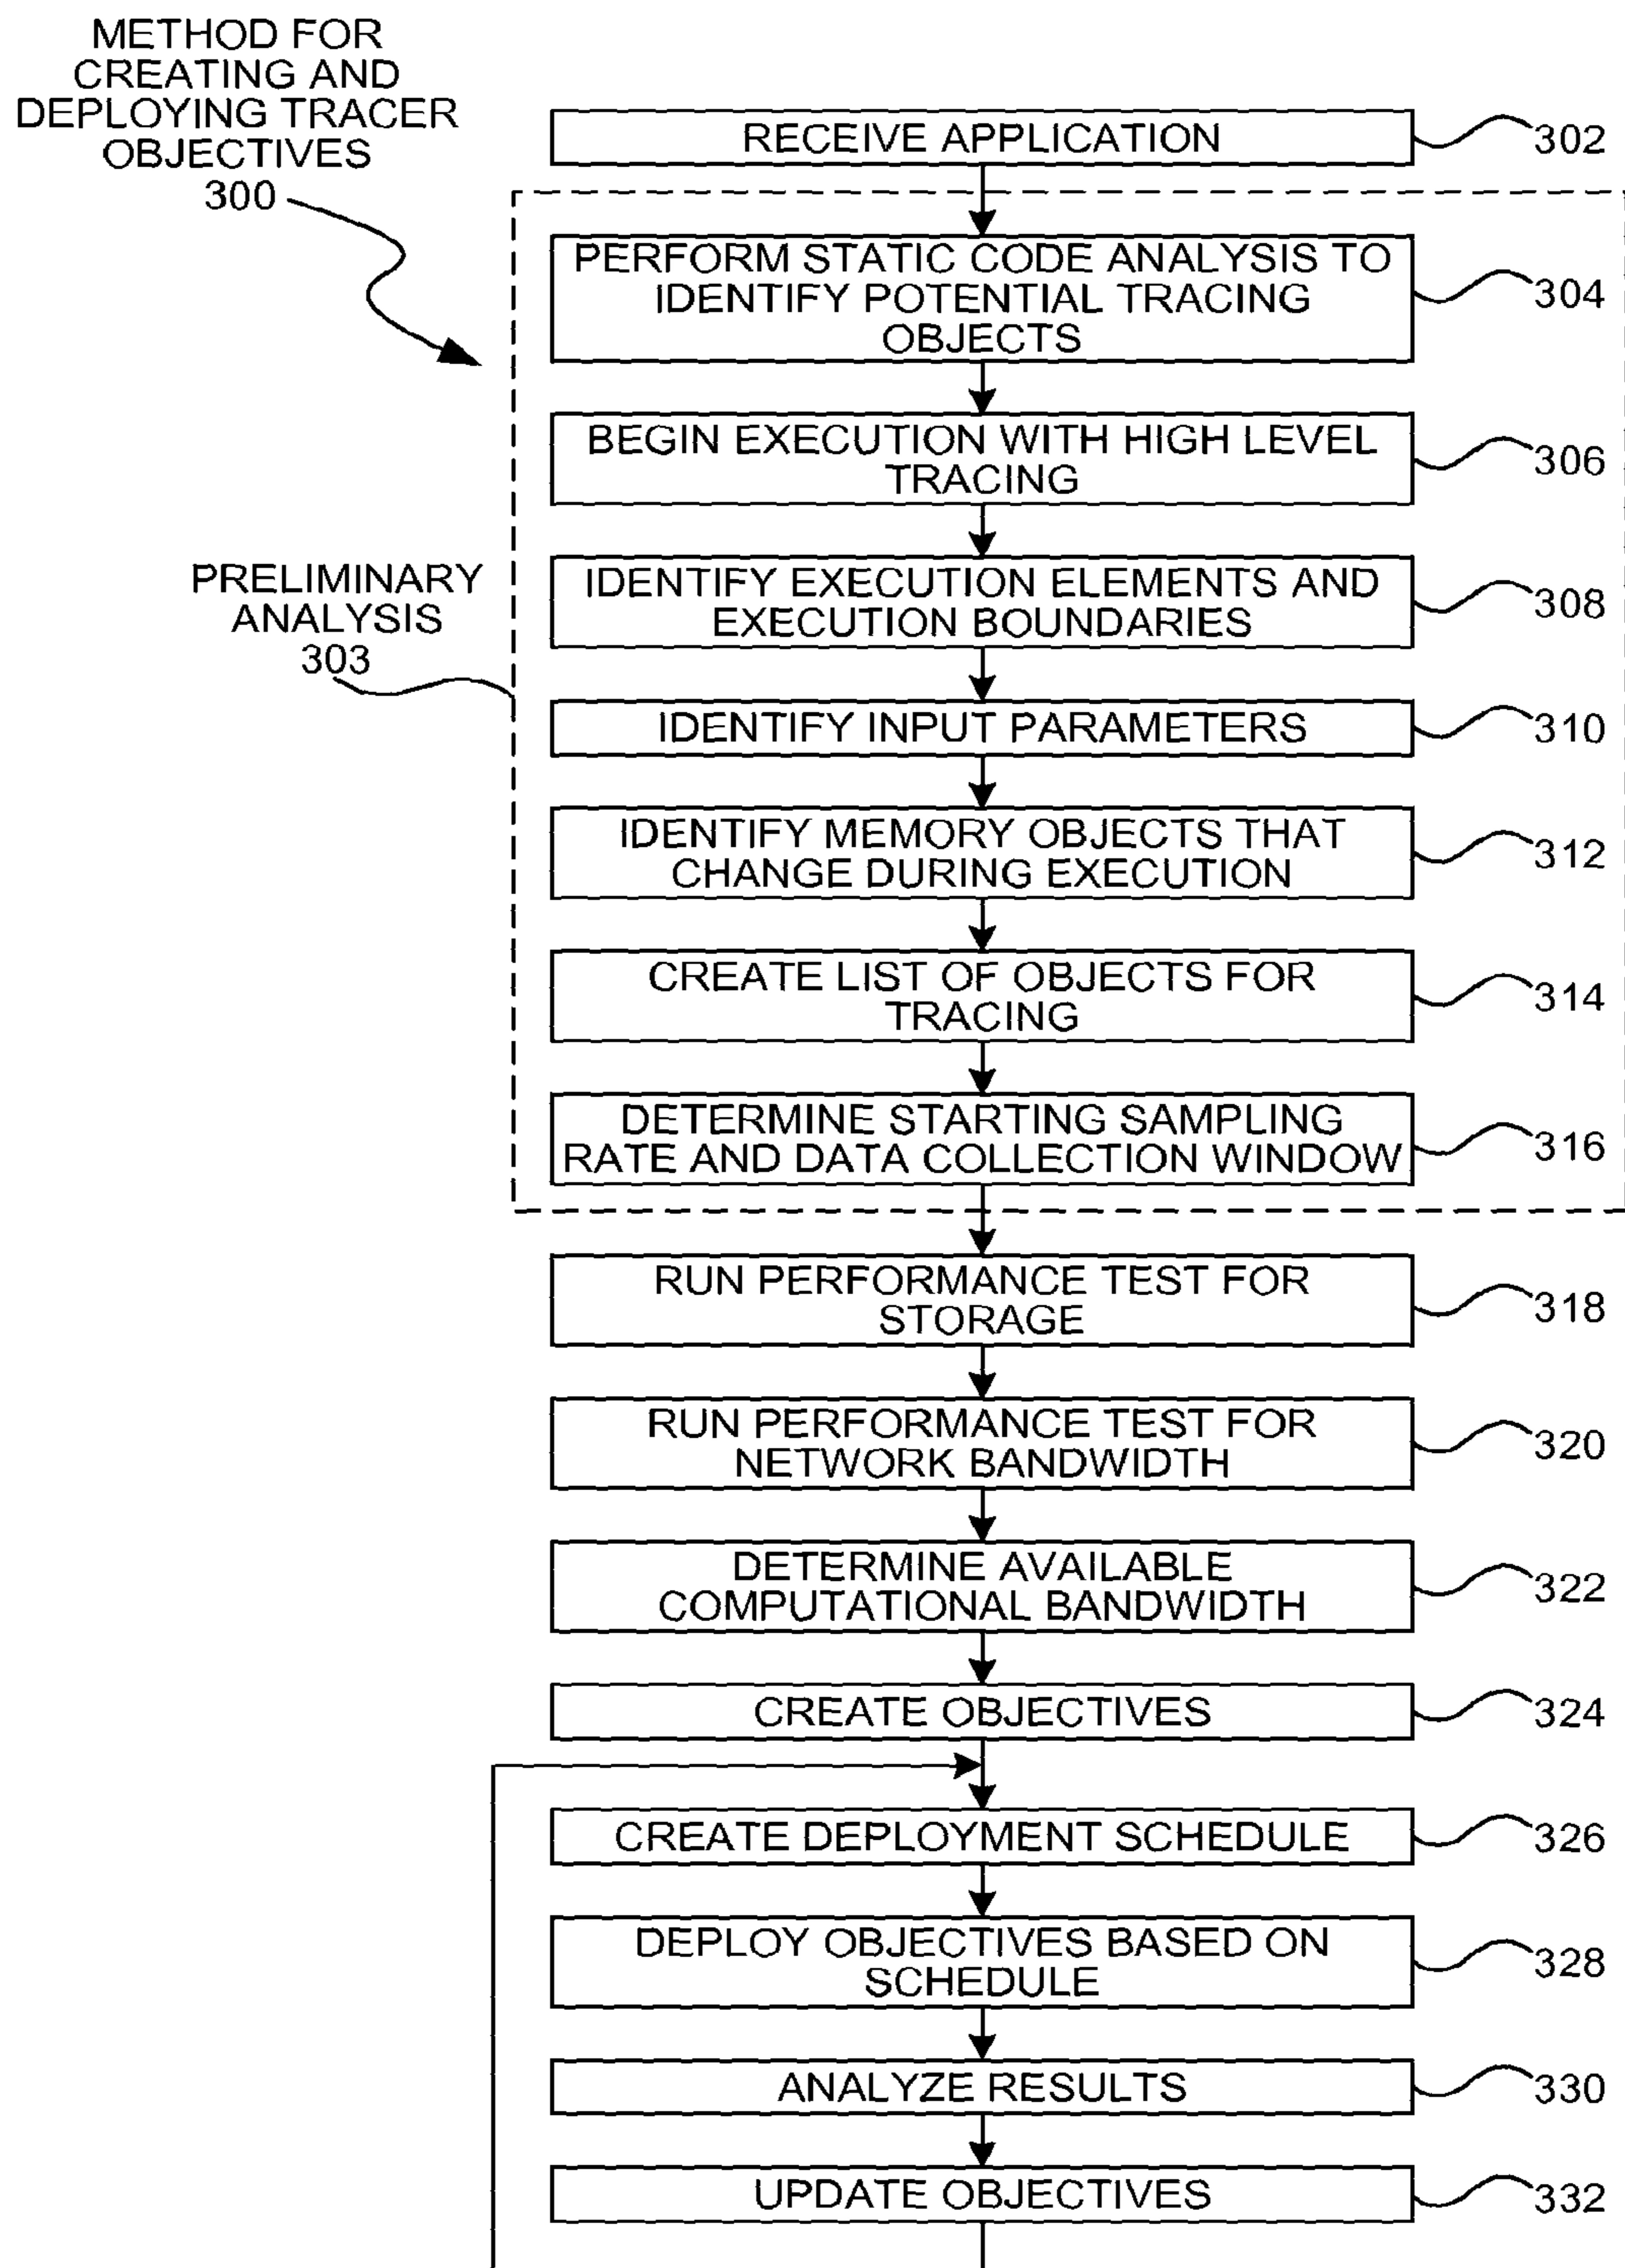 METHOD FOR
CREATING AND
DEPLOYING TRACER
OBJECTIVES
300
RECEIVE APPLICATION
302
PERFORM STATIC CODE ANALYSIS TO
IDENTIFY POTENTIAL TRACING
OBJECTS
304
BEGIN EXECUTION WITH HIGH LEVEL
TRACING
306
PRELIMINARY
ANALYSIS
303
IDENTIFY EXECUTION ELEMENTS AND
EXECUTION BOUNDARIES
308
IDENTIFY INPUT PARAMETERS
310
IDENTIFY MEMORY OBJECTS THAT
CHANGE DURING EXECUTION
312
CREATE LIST OF OBJECTS FOR
TRACING
314
DETERMINE STARTING SAMPLING
RATE AND DATA COLLECTION WINDOW
316
RUN PERFORMANCE TEST FOR
STORAGE
318
RUN PERFORMANCE TEST FOR
NETWORK BANDWIDTH
320
DETERMINE AVAILABLE
COMPUTATIONAL BANDWIDTH
322
CREATE OBJECTIVES
324
CREATE DEPLOYMENT SCHEDULE
326
DEPLOY OBJECTIVES BASED ON
SCHEDULE
328
ANALYZE RESULTS
330
UPDATE OBJECTIVES
332